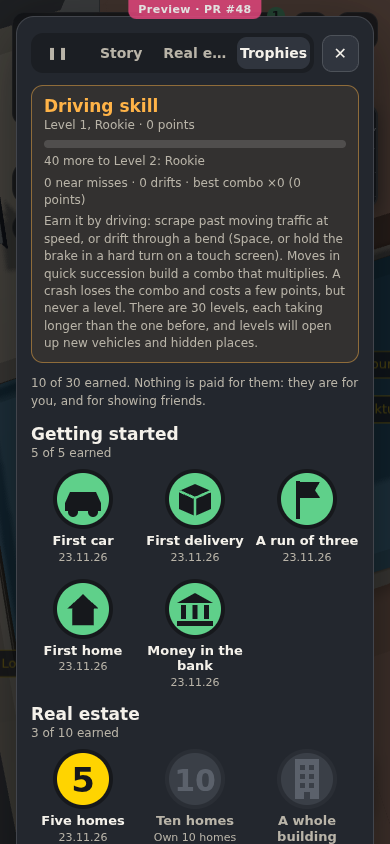 Preview · PR #48
Story Real e… Trophies ✕
Driving skill
Level 1, Rookie · 0 points
40 more to Level 2: Rookie
0 near misses · 0 drifts · best combo ×0 (0
points)
Earn it by driving: scrape past moving traffic at
speed, or drift through a bend (Space, or hold the
brake in a hard turn on a touch screen). Moves in
quick succession build a combo that multiplies. A
crash loses the combo and costs a few points, but
never a level. There are 30 levels, each taking
longer than the one before, and levels will open
up new vehicles and hidden places.
10 of 30 earned. Nothing is paid for them: they are for
you, and for showing friends.
Getting started
5 of 5 earned
First car First delivery A run of three
23.11.26 23.11.26 23.11.26
First home Money in the
bank
23.11.26 23.11.26
Real estate
3 of 10 earned
5 10
Five homes Ten homes A whole
building
23.11.26 Own 10 homes